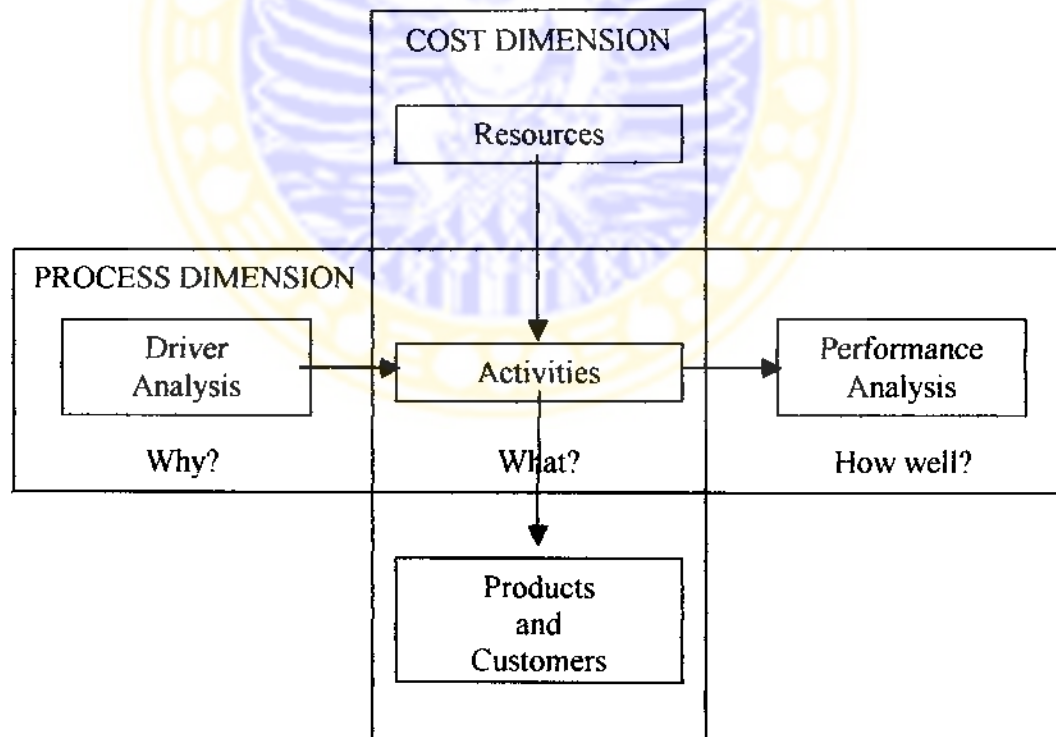 COST DIMENSION
Resources
PROCESS DIMENSION
Driver
Analysis
Activities
Performance
Analysis
Why?
What?
How well?
Products
and
Customers